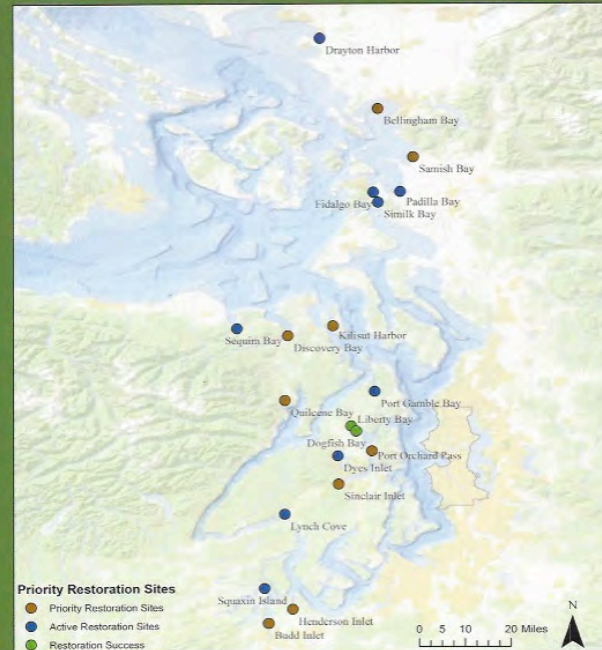 Drayton Harbor
Bellingham Bay
Samish Bay
Fidalgo Bay
Padilla Bay
Similk Bay
Sequim Bay
Kilisut Harbor
Discovery Bay
Port Gamble Bay
Quilcene Bay
Liberty Bay
Dogfish Bay
Port Orchard Pass
Dyes Inlet
Sinclair Inlet
Lynch Cove
Squaxin Island
Henderson Inlet
Budd Inlet
Priority Restoration Sites
Priority Restoration Sites
Active Restoration Sites
Restoration Success
N
0 5 10 20 Miles